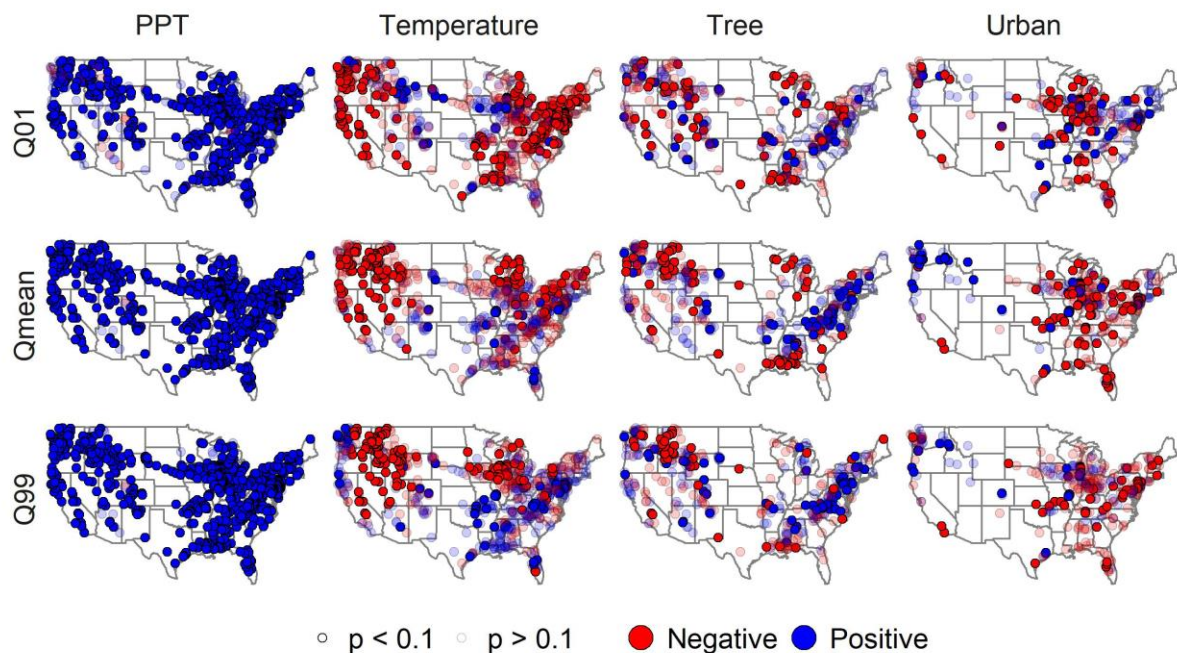 PPT Temperature Tree Urban
Q01
Qmean
Q99
p < 0.1 p > 0.1 Negative Positive